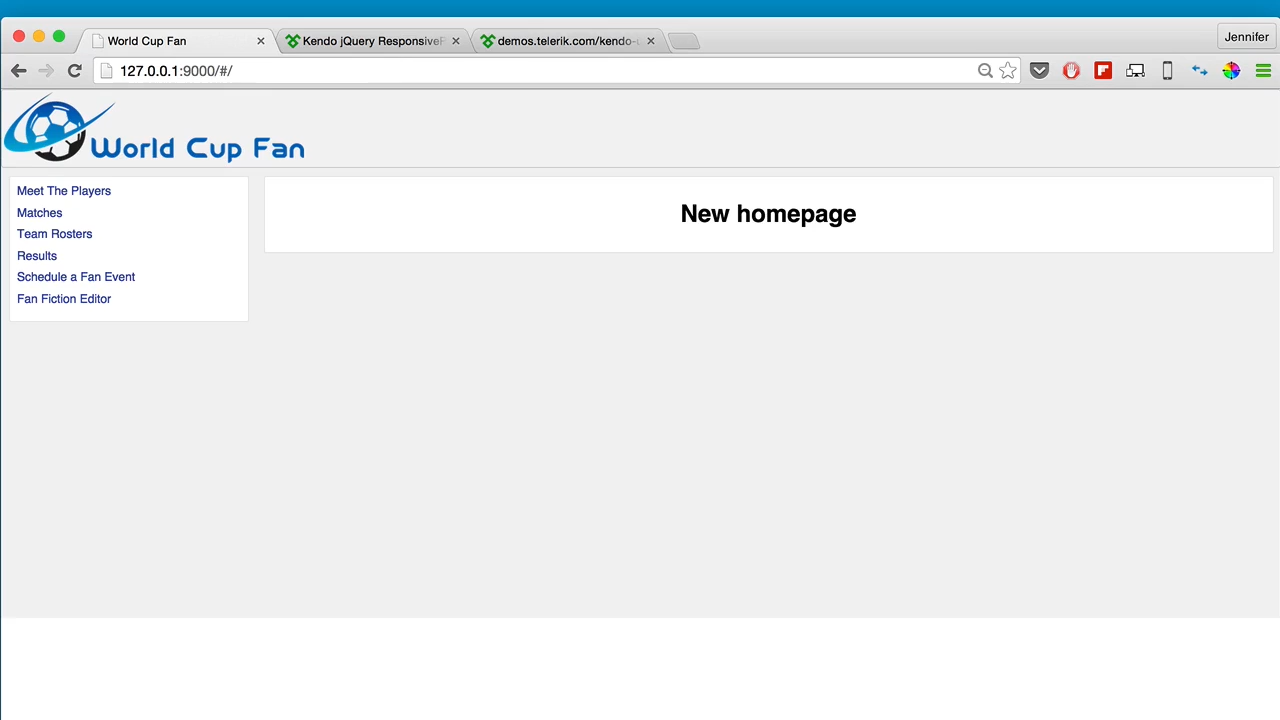 World Cup Fan
Kendo jQuery ResponsiveP
demos.telerik.com/kendo-u
Jennifer
127.0.0.1:9000/#/
World Cup Fan
Meet The Players
Matches
Team Rosters
Results
Schedule a Fan Event
Fan Fiction Editor
New homepage